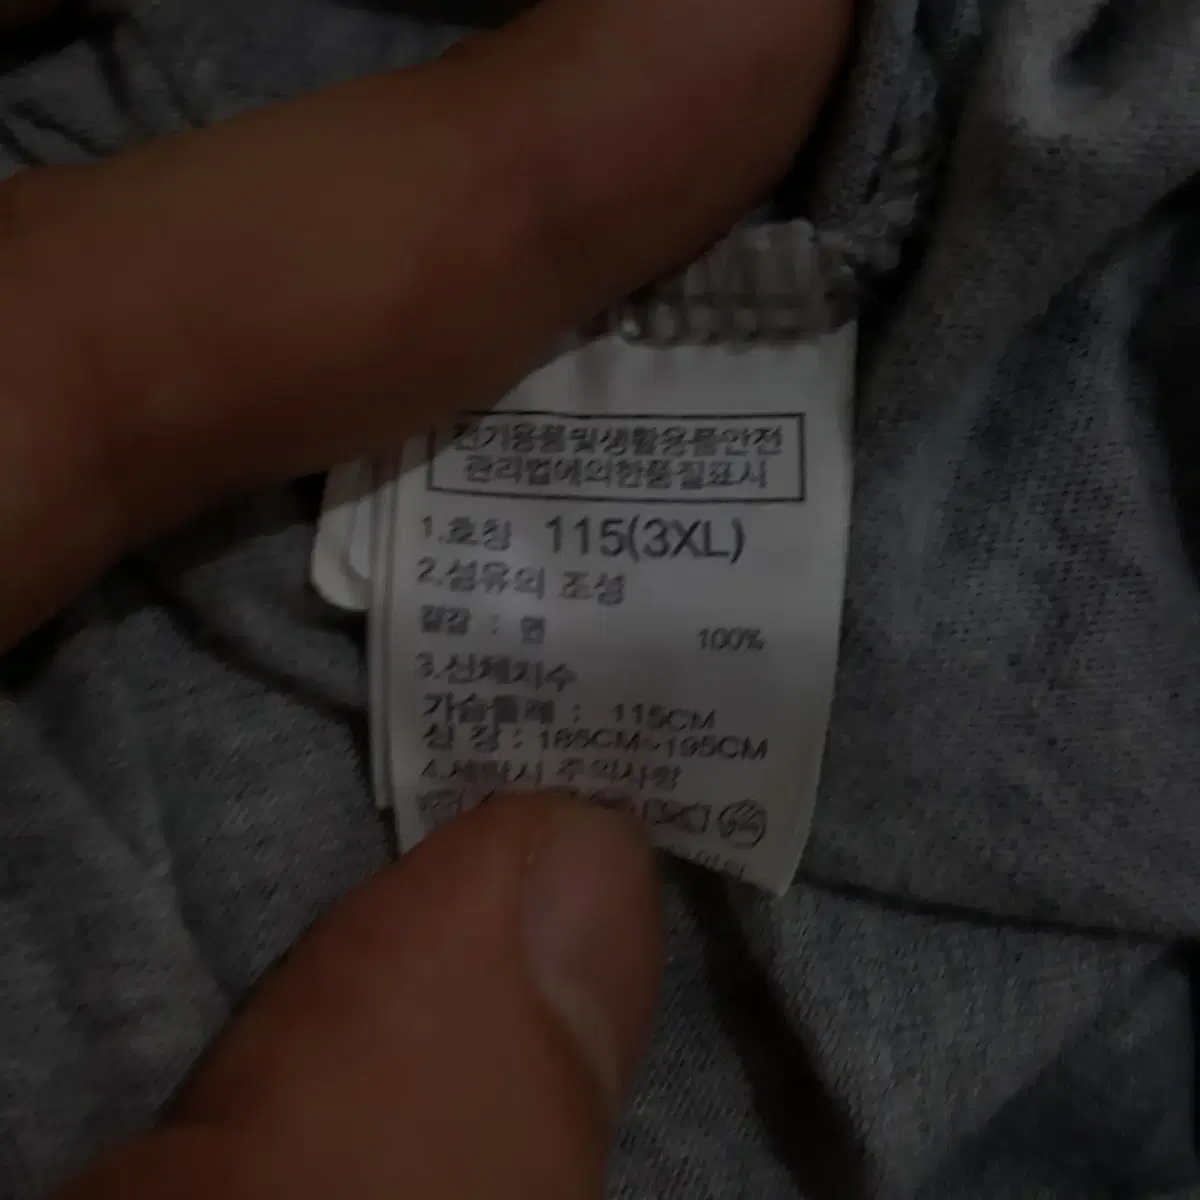 전기용품및생활용품안전
관리법에의한품질표시
1.호칭 115(3XL)
2.섬유의 조성
겉감 : 면 100%
3.신체치수
가슴둘레 : 115CM
신 장 : 185CM~195CM
4.세탁시 주의사항